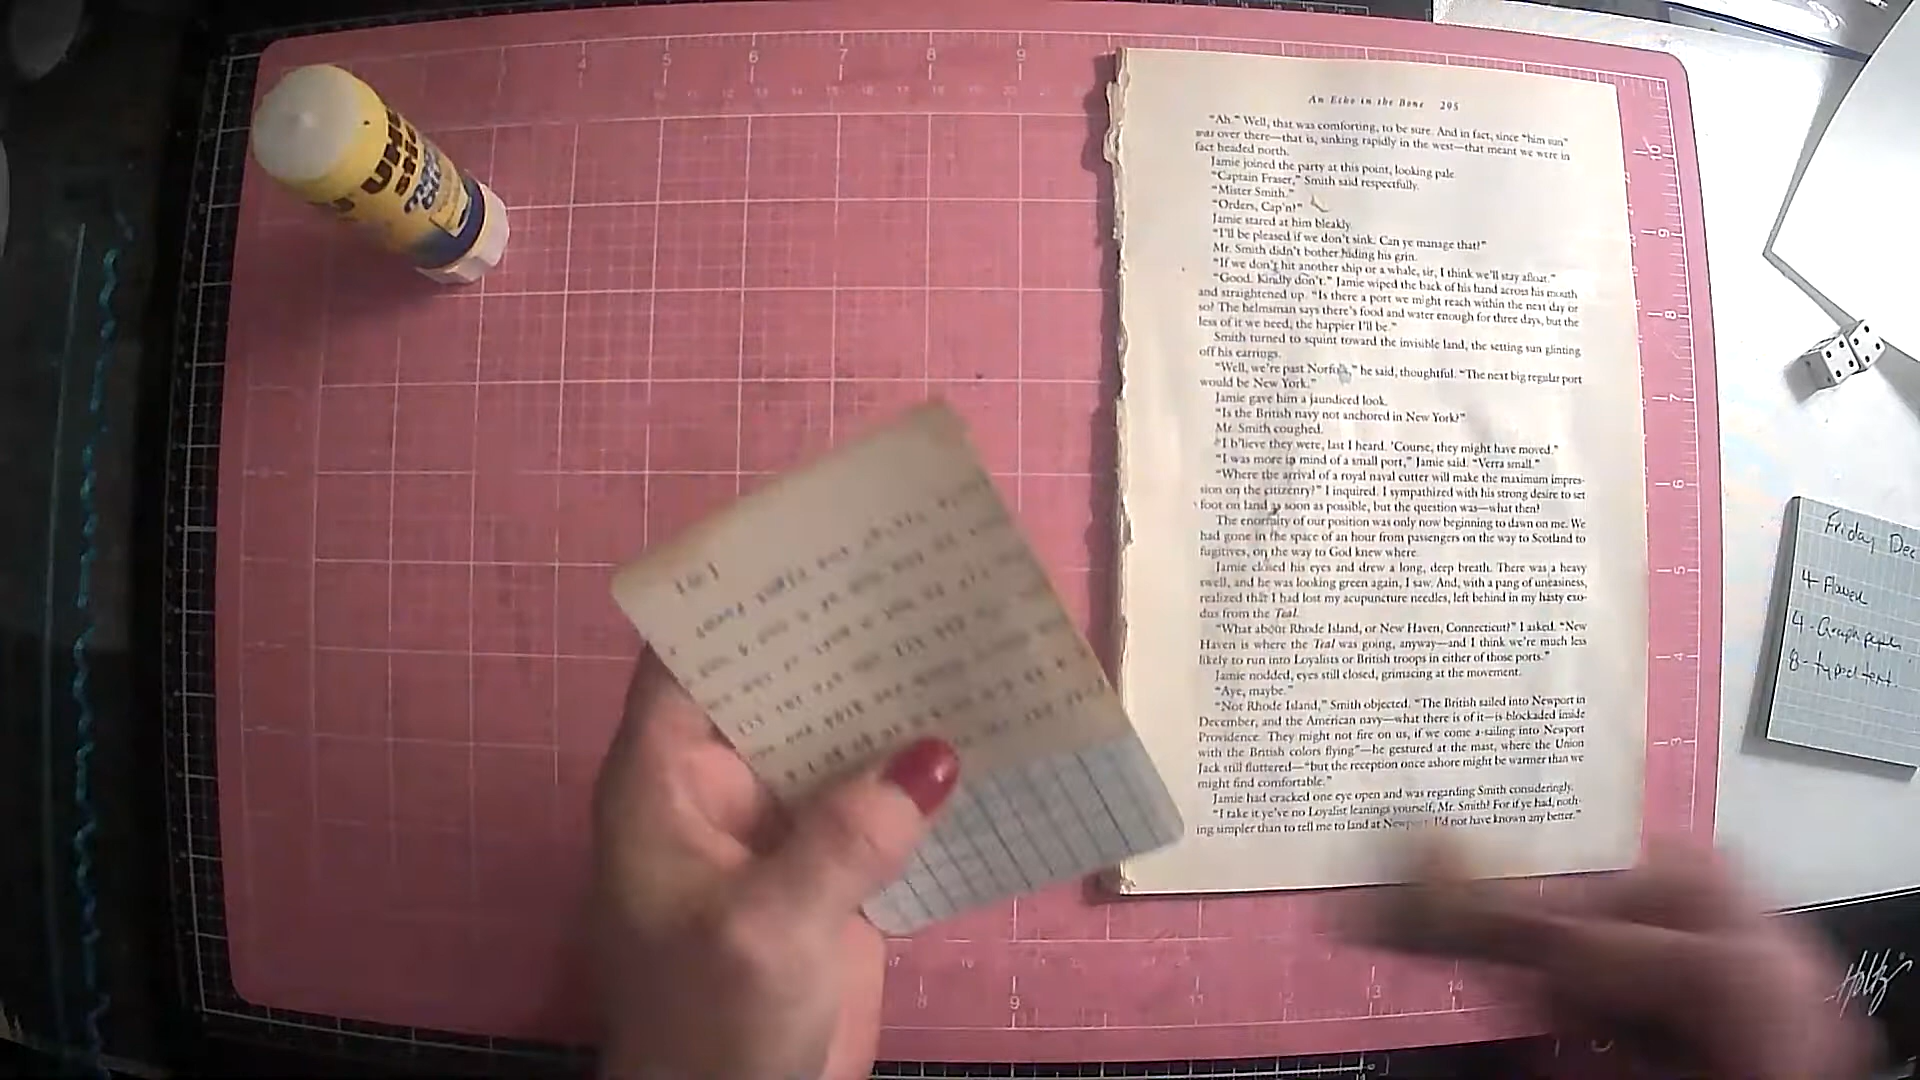 UHU
An Echo in the Bone 295
"Ah." Well, that was comforting, to be sure. And in fact, since "him sun"
was over there—that is, sinking rapidly in the west—that meant we were in
fact headed north.
Jamie joined the party at this point, looking pale.
"Captain Fraser," Smith said respectfully.
"Mister Smith."
"Orders, Cap'n?"
Jamie stared at him bleakly.
"I'll be pleased if we don't sink. Can ye manage that?"
Mr. Smith didn't bother hiding his grin.
"If we don't hit another ship or a whale, sir, I think we'll stay afloat."
"Good. Kindly don't." Jamie wiped the back of his hand across his mouth
and straightened up. "Is there a port we might reach within the next day or
so? The helmsman says there's food and water enough for three days, but the
less of it we need, the happier I'll be."
Smith turned to squint toward the invisible land, the setting sun glinting
off his earrings.
"Well, we're past Norfolk," he said, thoughtful. "The next big regular port
would be New York."
Jamie gave him a jaundiced look.
"Is the British navy not anchored in New York?"
Mr. Smith coughed.
"I b'lieve they were, last I heard. 'Course, they might have moved."
"I was more in mind of a small port," Jamie said. "Verra small."
"Where the arrival of a royal naval cutter will make the maximum impres-
sion on the citizenry?" I inquired. I sympathized with his strong desire to set
foot on land as soon as possible, but the question was—what then?
The enormity of our position was only now beginning to dawn on me. We
had gone in the space of an hour from passengers on the way to Scotland to
fugitives, on the way to God knew where.
Jamie closed his eyes and drew a long, deep breath. There was a heavy
swell, and he was looking green again, I saw. And, with a pang of uneasiness,
realized that I had lost my acupuncture needles, left behind in my hasty exo-
dus from the Teal.
"What about Rhode Island, or New Haven, Connecticut?" I asked. "New
Haven is where the Teal was going, anyway—and I think we're much less
likely to run into Loyalists or British troops in either of those ports."
Jamie nodded, eyes still closed, grimacing at the movement.
"Aye, maybe."
"Not Rhode Island," Smith objected. "The British sailed into Newport in
December, and the American navy—what there is of it—is blockaded inside
Providence. They might not fire on us, if we come a-sailing into Newport
with the British colors flying"—he gestured at the mast, where the Union
Jack still fluttered—"but the reception once ashore might be warmer than we
might find comfortable."
Jamie had cracked one eye open and was regarding Smith consideringly.
"I take it ye've no Loyalist leanings yourself, Mr. Smith? For if ye had, noth-
ing simpler than to tell me to land at Newport; I'd not have known any better."
Friday Dec
4 - Flower
4 - Graph paper
8 - typed text.
Holtz
4 5 6 7 8 9
10 9 8 7 6 5 4 3
8 9 11 13 14